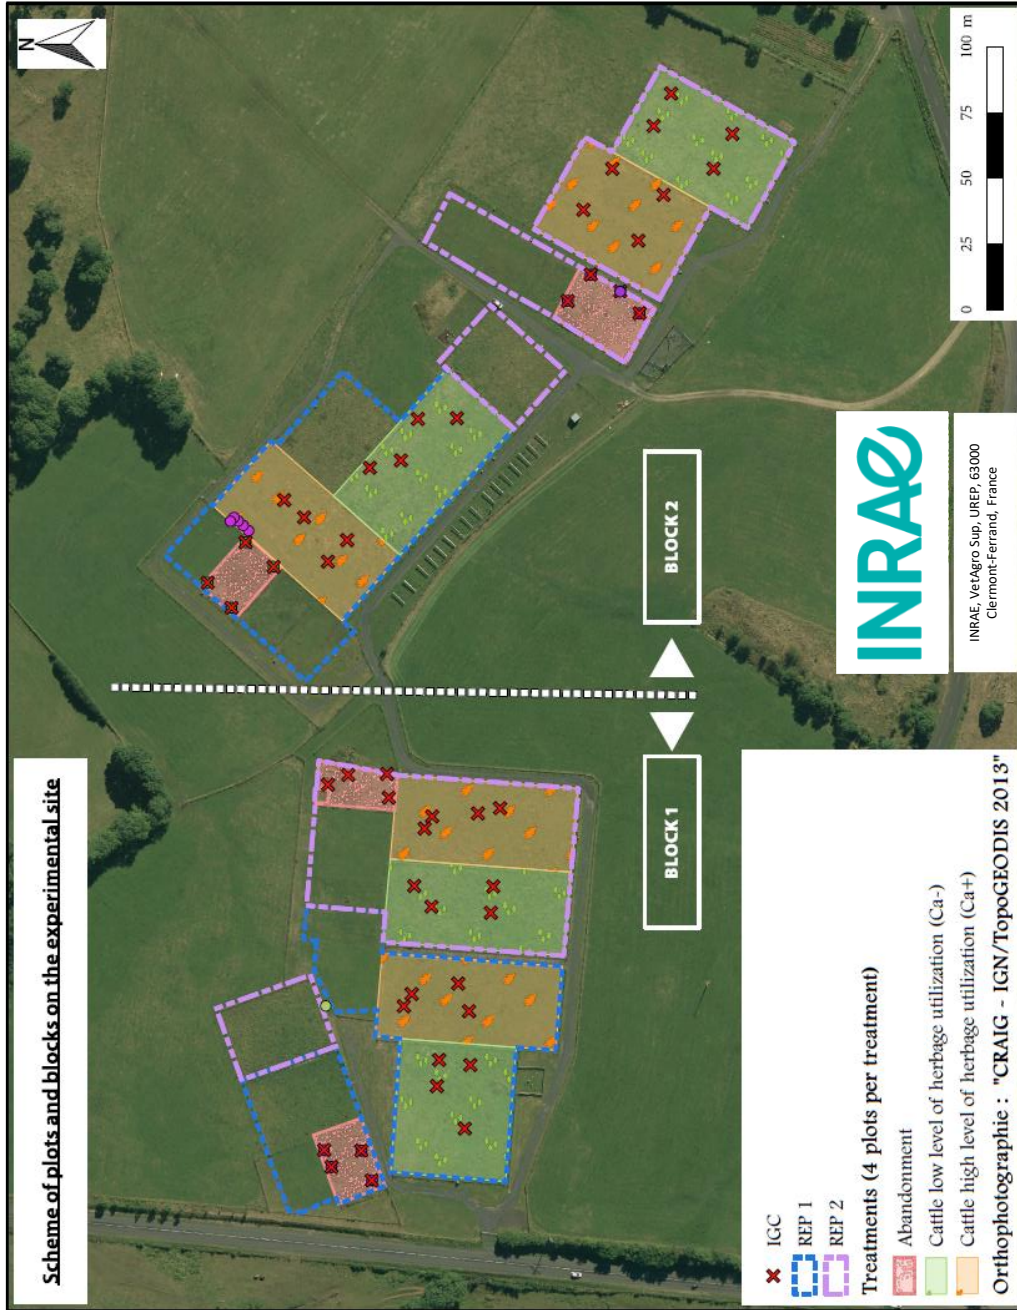 Scheme of plots and blocks on the experimental site
N
BLOCK 1
BLOCK 2
IGC
REP 1
REP 2
Treatments (4 plots per treatment)
Abandonment
Cattle low level of herbage utilization (Ca-)
Cattle high level of herbage utilization (Ca+)
Orthophotographie : "CRAIG - IGN/TopoGEODIS 2013"
INRAE
INRAE, VetAgro Sup, UREP, 63000
Clermont-Ferrand, France
0 25 50 75 100 m